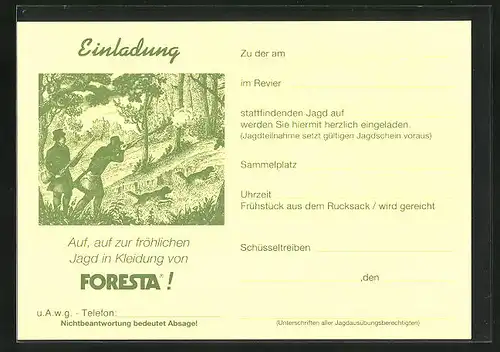 Einladung
Auf, auf zur fröhlichen
Jagd in Kleidung von
FORESTA® !
u.A.w.g. - Telefon:
Nichtbeantwortung bedeutet Absage!
Zu der am
im Revier
stattfindenden Jagd auf
werden Sie hiermit herzlich eingeladen.
(Jagdteilnahme setzt gültigen Jagdschein voraus)
Sammelplatz
Uhrzeit
Frühstück aus dem Rucksack / wird gereicht
Schüsseltreiben
,den
(Unterschriften aller Jagdausübungsberechtigten)